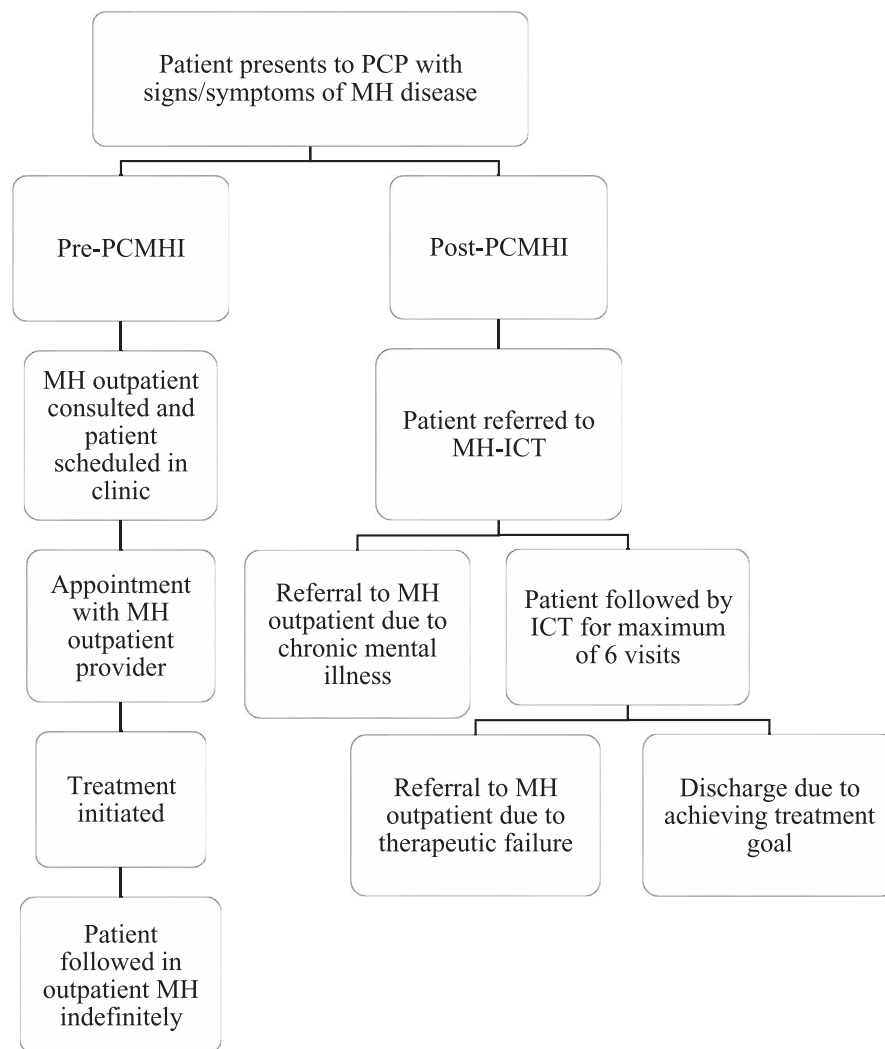 Patient presents to PCP with
signs/symptoms of MH disease
Pre-PCMHI
Post-PCMHI
MH outpatient
consulted and
patient
scheduled in
clinic
Patient referred to
MH-ICT
Appointment
with MH
outpatient
provider
Referral to MH
outpatient due to
chronic mental
illness
Patient followed by
ICT for maximum
of 6 visits
Treatment
initiated
Referral to MH
outpatient due to
therapeutic failure
Discharge due to
achieving treatment
goal
Patient
followed in
outpatient MH
indefinitely